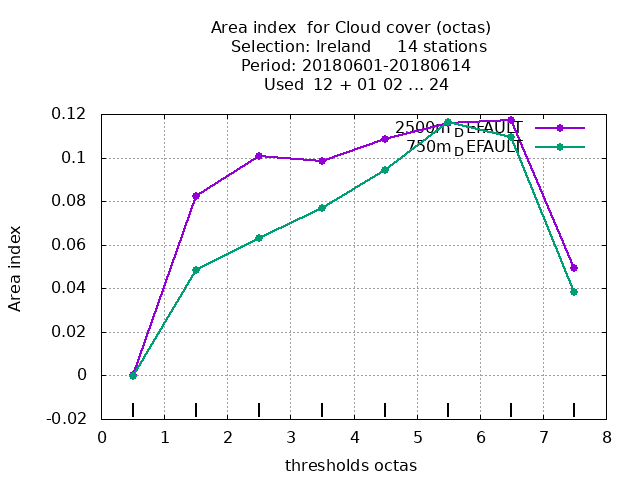 Area index  for Cloud cover (octas)
Selection: Ireland     14 stations
Period: 20180601-20180614
Used  12 + 01 02 ... 24
0.12
0.1
0.08
0.06
0.04
0.02
0
-0.02
Area index
2500m_DEFAULT
750m_DEFAULT
0 1 2 3 4 5 6 7 8
thresholds octas